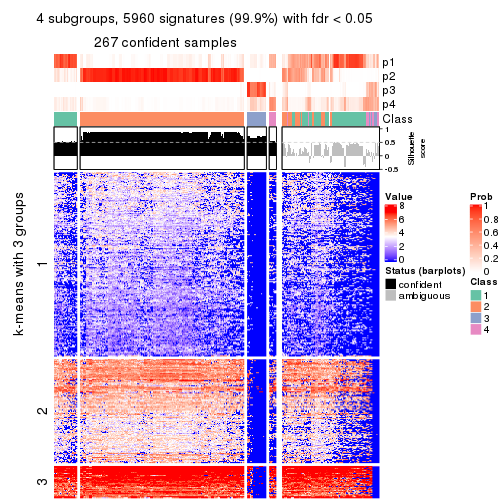 4 subgroups, 5960 signatures (99.9%) with fdr < 0.05
267 confident samples
p1
p2
p3
p4
Class
1
0.5
0
-0.5
Silhouette
score
k-means with 3 groups
1
2
3
Value
8
6
4
2
0
Status (barplots)
confident
ambiguous
Prob
1
0.8
0.6
0.4
0.2
0
Class
1
2
3
4